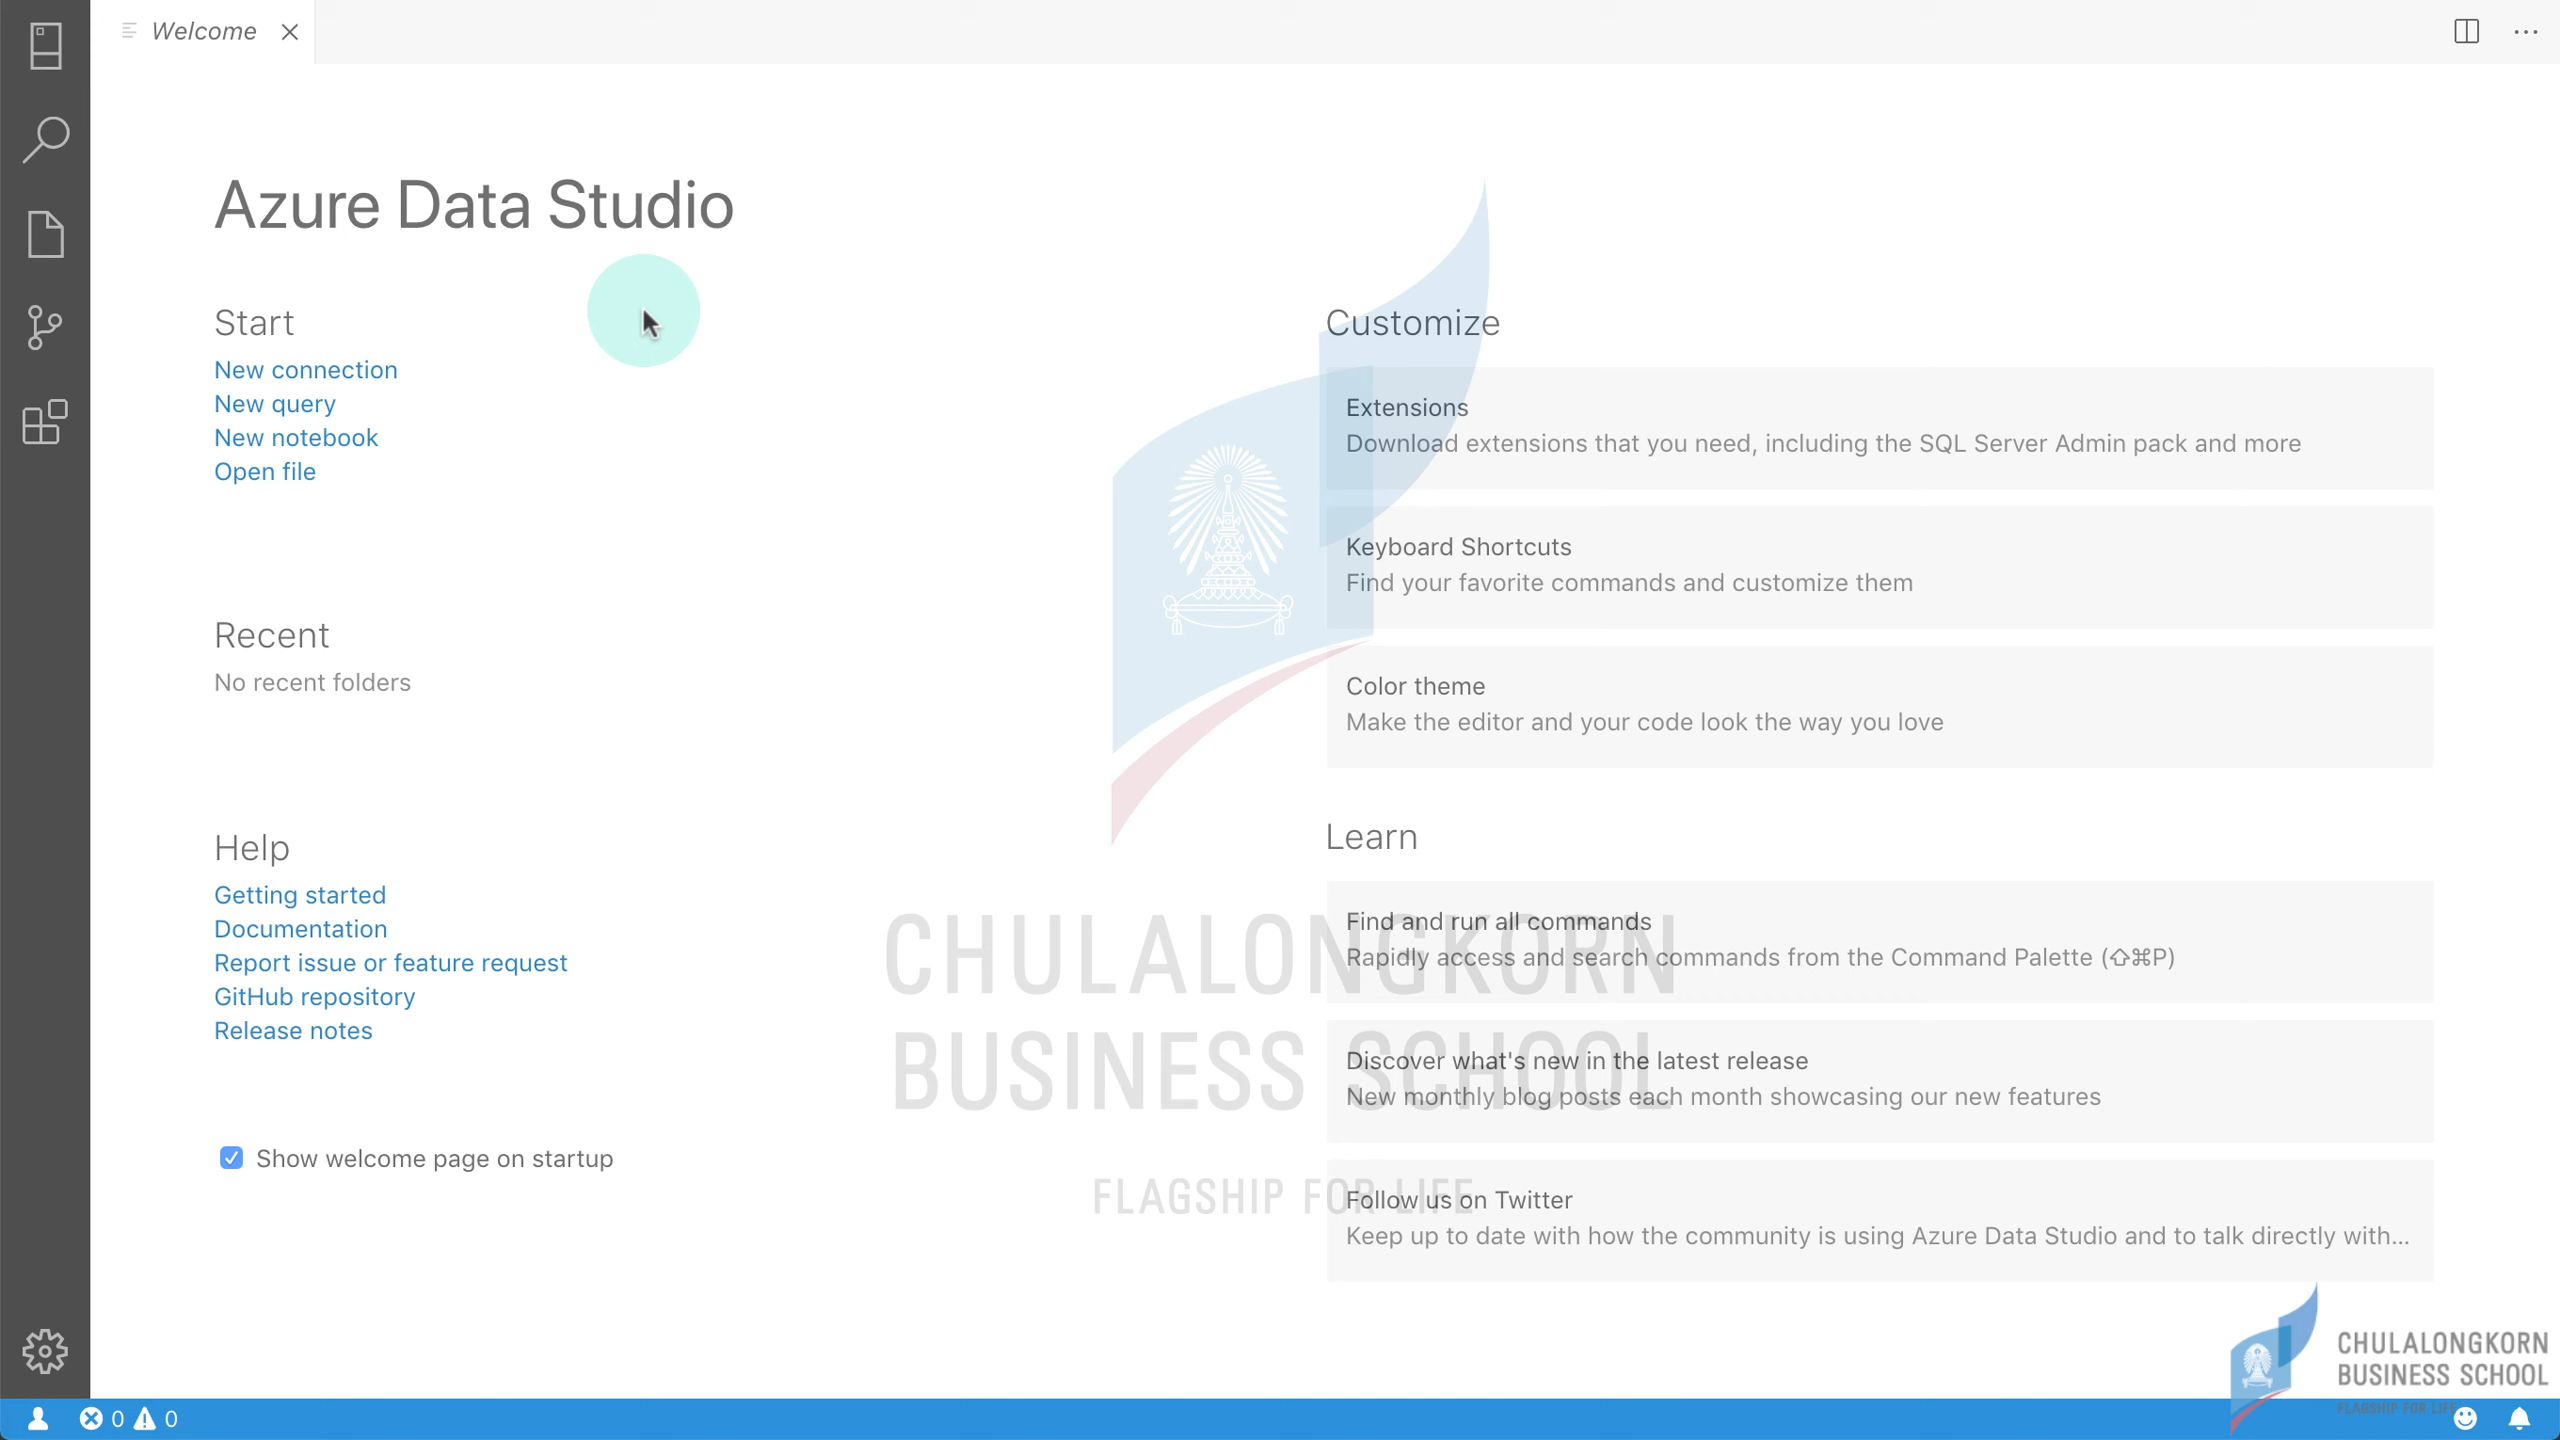 Welcome
Azure Data Studio
Start
New connection
New query
New notebook
Open file
Recent
No recent folders
Help
Getting started
Documentation
Report issue or feature request
GitHub repository
Release notes
Show welcome page on startup
Customize
Extensions
Download extensions that you need, including the SQL Server Admin pack and more
Keyboard Shortcuts
Find your favorite commands and customize them
Color theme
Make the editor and your code look the way you love
Learn
Find and run all commands
Rapidly access and search commands from the Command Palette (⇧⌘P)
Discover what's new in the latest release
New monthly blog posts each month showcasing our new features
Follow us on Twitter
Keep up to date with how the community is using Azure Data Studio and to talk directly with...
CHULALONGKORN
BUSINESS SCHOOL
FLAGSHIP FOR LIFE
CHULALONGKORN
BUSINESS SCHOOL
FLAGSHIP FOR LIFE
0 0